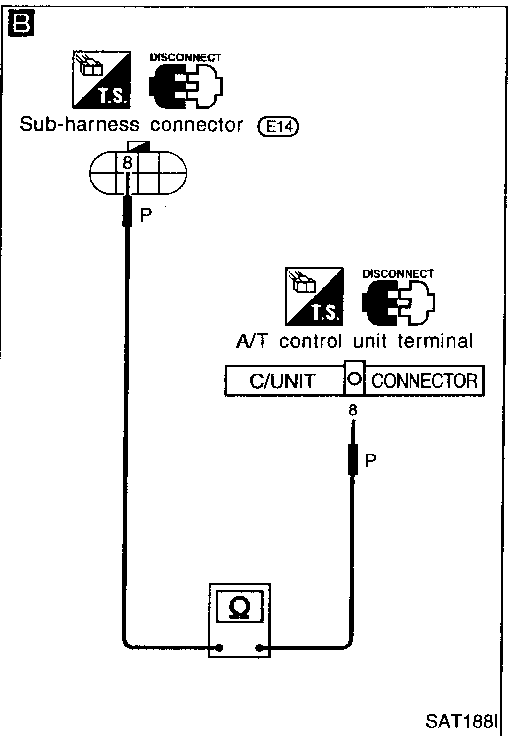 B
DISCONNECT
T.S.
Sub-harness connector E14
8
P
DISCONNECT
T.S.
A/T control unit terminal
C/UNIT O CONNECTOR
8
P
Ω
SAT188I